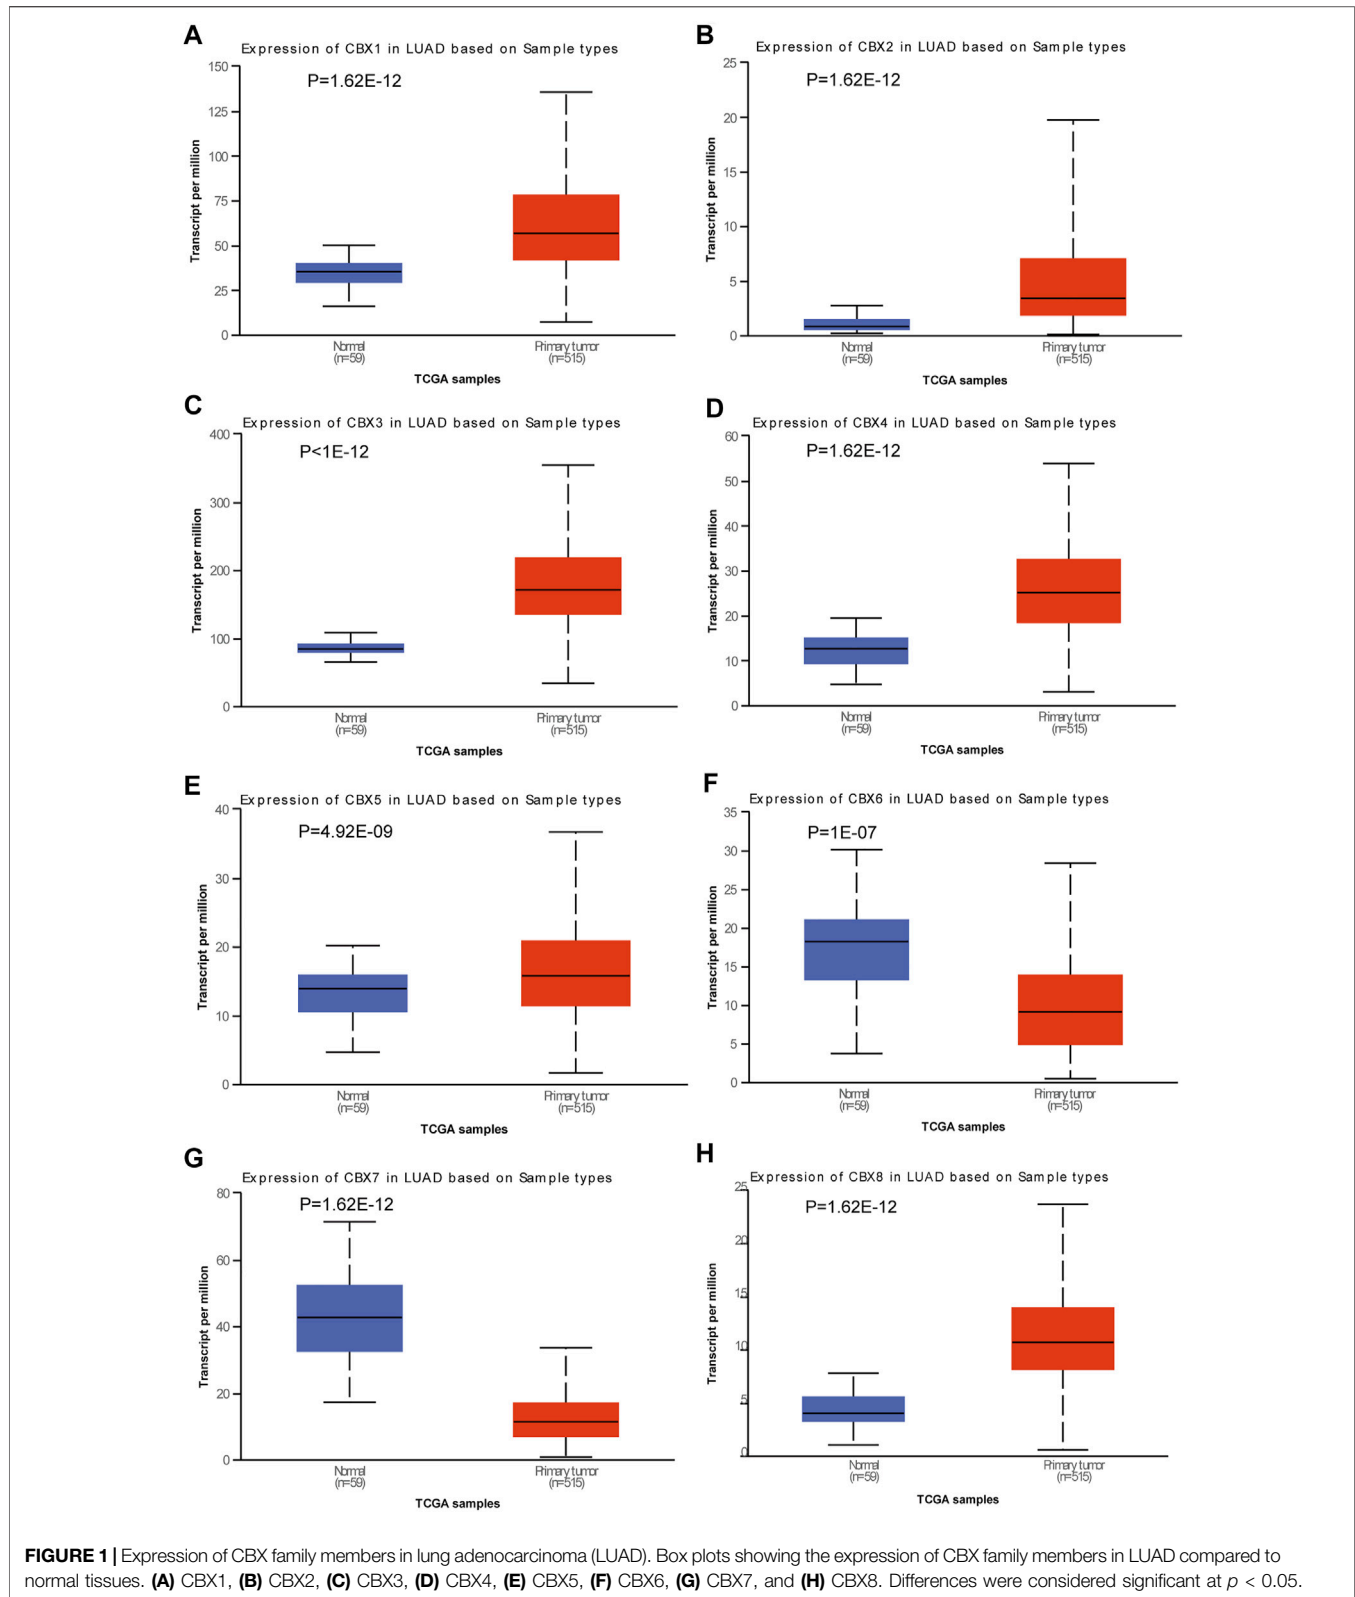 A
Expression of CBX1 in LUAD based on Sample types
P=1.62E-12
Transcript per million
150
125
100
75
50
25
0
Normal
(n=59)
Primary tumor
(n=515)
TCGA samples
B
Expression of CBX2 in LUAD based on Sample types
P=1.62E-12
Transcript per million
25
20
15
10
5
0
Normal
(n=59)
Primary tumor
(n=515)
TCGA samples
C
Expression of CBX3 in LUAD based on Sample types
P<1E-12
Transcript per million
400
300
200
100
0
Normal
(n=59)
Primary tumor
(n=515)
TCGA samples
D
Expression of CBX4 in LUAD based on Sample types
P=1.62E-12
Transcript per million
60
50
40
30
20
10
0
Normal
(n=59)
Primary tumor
(n=515)
TCGA samples
E
Expression of CBX5 in LUAD based on Sample types
P=4.92E-09
Transcript per million
40
30
20
10
0
Normal
(n=59)
Primary tumor
(n=515)
TCGA samples
F
Expression of CBX6 in LUAD based on Sample types
P=1E-07
Transcript per million
35
30
25
20
15
10
5
0
Normal
(n=59)
Primary tumor
(n=515)
TCGA samples
G
Expression of CBX7 in LUAD based on Sample types
P=1.62E-12
Transcript per million
80
60
40
20
0
Normal
(n=59)
Primary tumor
(n=515)
TCGA samples
H
Expression of CBX8 in LUAD based on Sample types
P=1.62E-12
Transcript per million
25
20
15
10
5
0
Normal
(n=59)
Primary tumor
(n=515)
TCGA samples
FIGURE 1 | Expression of CBX family members in lung adenocarcinoma (LUAD). Box plots showing the expression of CBX family members in LUAD compared to
normal tissues. (A) CBX1, (B) CBX2, (C) CBX3, (D) CBX4, (E) CBX5, (F) CBX6, (G) CBX7, and (H) CBX8. Differences were considered significant at p < 0.05.